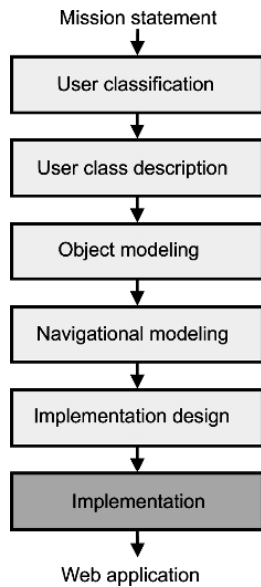 Mission statement
User classification
User class description
Object modeling
Navigational modeling
Implementation design
Implementation
Web application